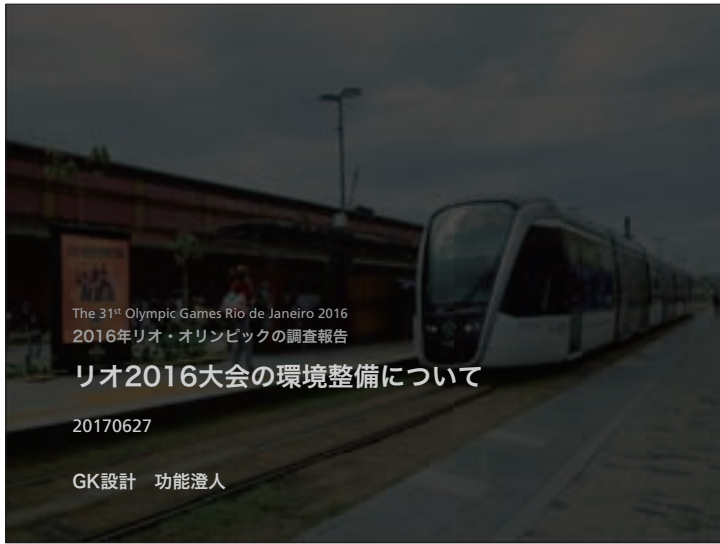 The 31st Olympic Games Rio de Janeiro 2016
2016年リオ・オリンピックの調査報告
リオ2016大会の環境整備について
20170627
GK設計　功能澄人